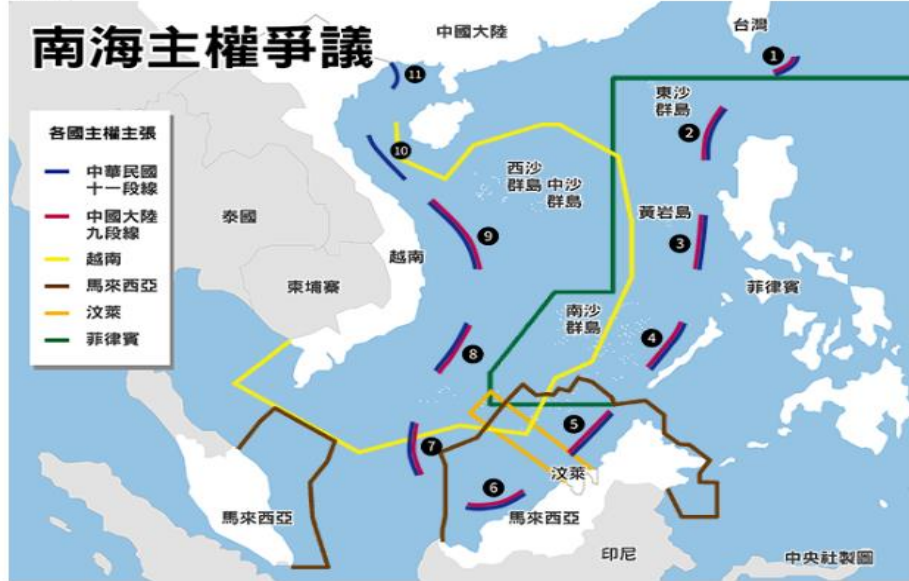 南海主權爭議
中國大陸
台灣
1
11
東沙
群島
2
各國主權主張
中華民國
十一段線
中國大陸
九段線
越南
馬來西亞
汶萊
菲律賓
10
西沙
群島
中沙
群島
黃岩島
泰國
9
越南
3
柬埔寨
菲律賓
南沙
群島
4
8
5
7
汶萊
6
馬來西亞
馬來西亞
印尼
中央社製圖